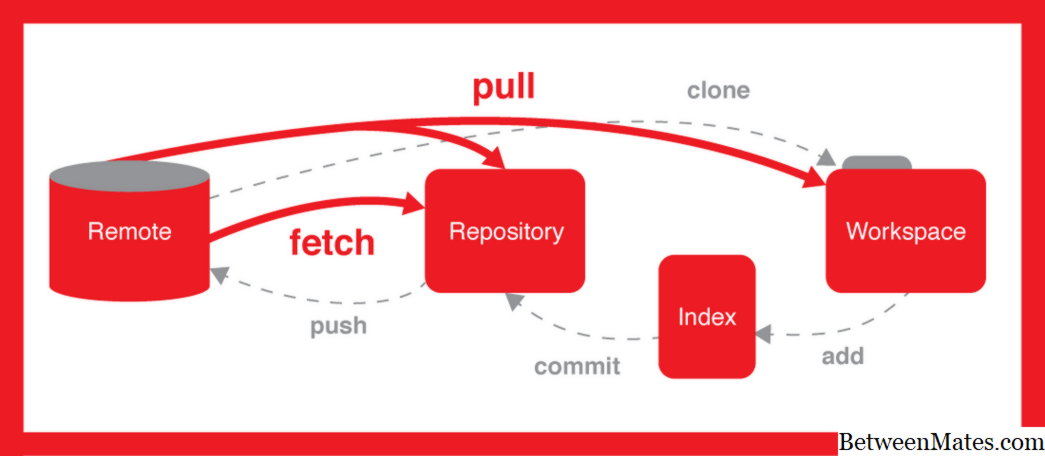 pull
clone
Remote
fetch
Repository
Workspace
Index
push
commit
add
BetweenMates.com